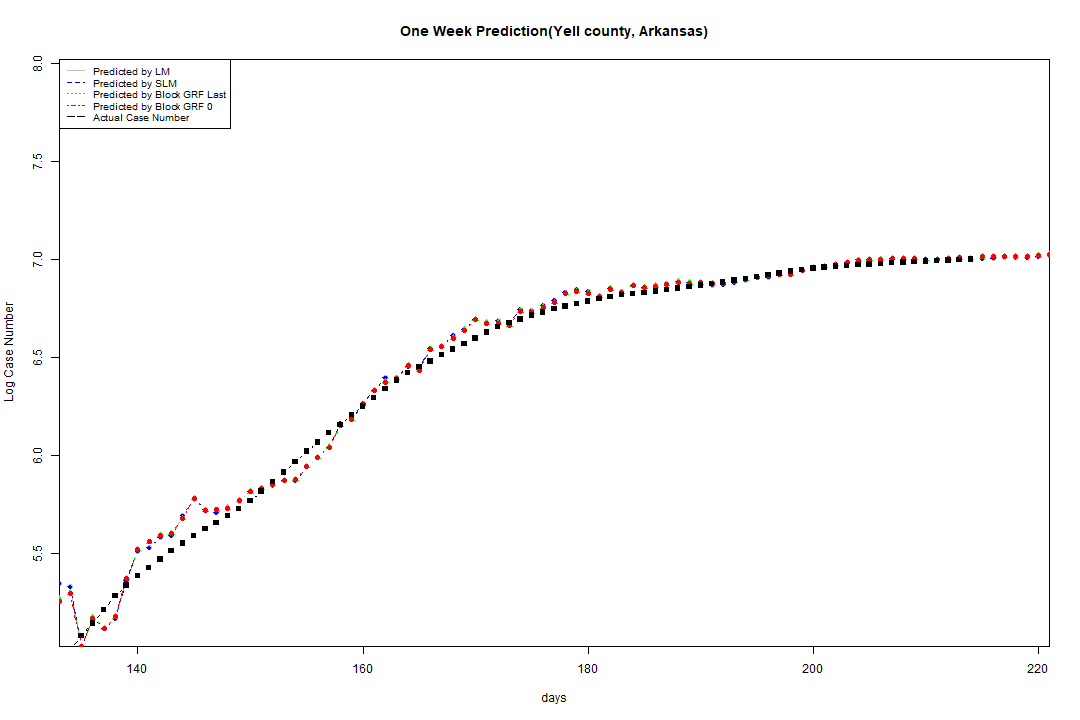 One Week Prediction(Yell county, Arkansas)
Predicted by LM
Predicted by SLM
Predicted by Block GRF Last
Predicted by Block GRF 0
Actual Case Number
8.0
7.5
7.0
6.5
6.0
5.5
Log Case Number
140 160 180 200 220
days